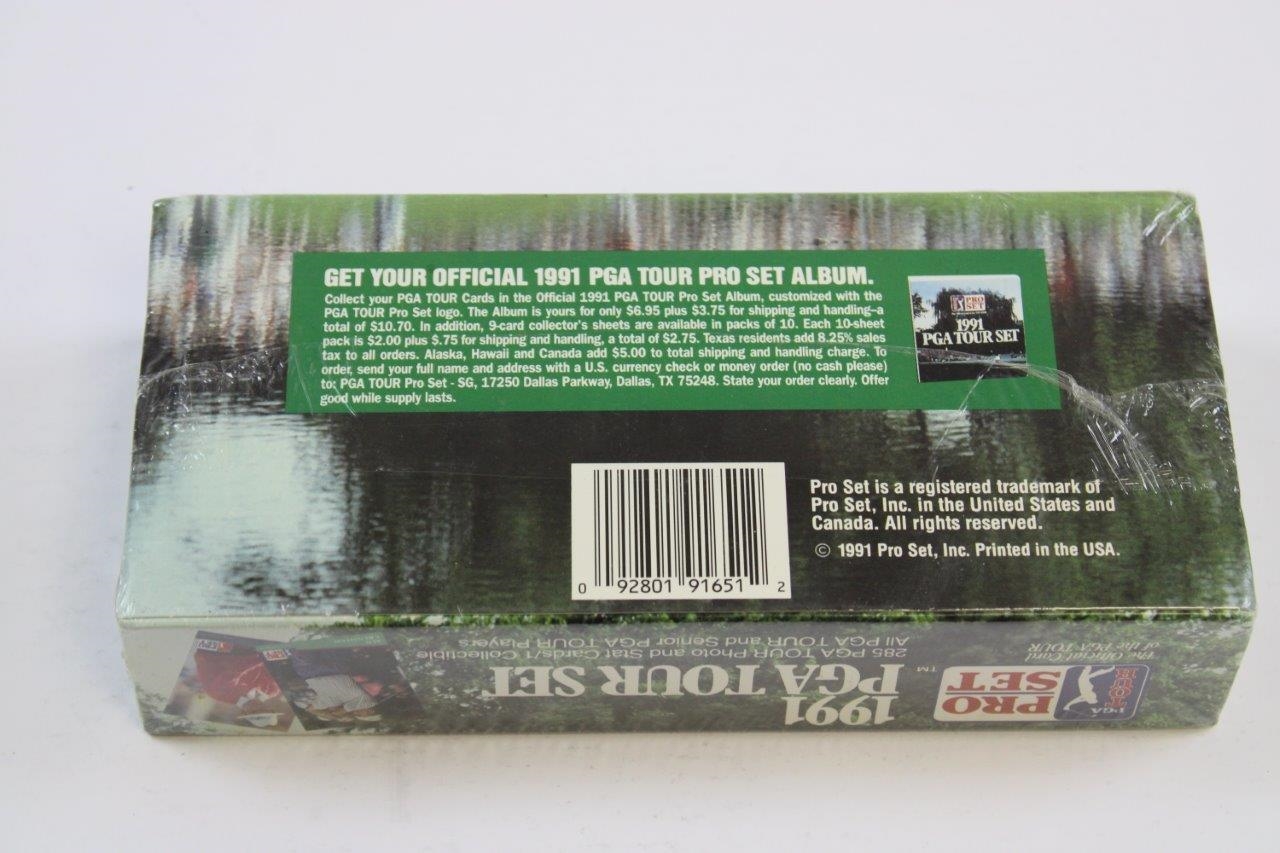 GET YOUR OFFICIAL 1991 PGA TOUR PRO SET ALBUM.
Collect your PGA TOUR Cards in the Official 1991 PGA TOUR Pro Set Album, customized with the
PGA TOUR Pro Set logo. The Album is yours for only $6.95 plus $3.75 for shipping and handling–a
total of $10.70. In addition, 9-card collector's sheets are available in packs of 10. Each 10-sheet
pack is $2.00 plus $.75 for shipping and handling, a total of $2.75. Texas residents add 8.25% sales
tax to all orders. Alaska, Hawaii and Canada add $5.00 to total shipping and handling charge. To
order, send your full name and address with a U.S. currency check or money order (no cash please)
to: PGA TOUR Pro Set - SG, 17250 Dallas Parkway, Dallas, TX 75248. State your order clearly. Offer
good while supply lasts.
PRO
SET
1991
PGA TOUR SET
0 92801 91651 2
Pro Set is a registered trademark of
Pro Set, Inc. in the United States and
Canada. All rights reserved.
© 1991 Pro Set, Inc. Printed in the USA.
PGA
TOUR
PRO
SET
The Official Card
of the PGA TOUR
1991
PGA TOUR SET™
285 PGA TOUR Photo and Stat Cards/1 Collectible
All PGA TOUR and Senior PGA TOUR Players